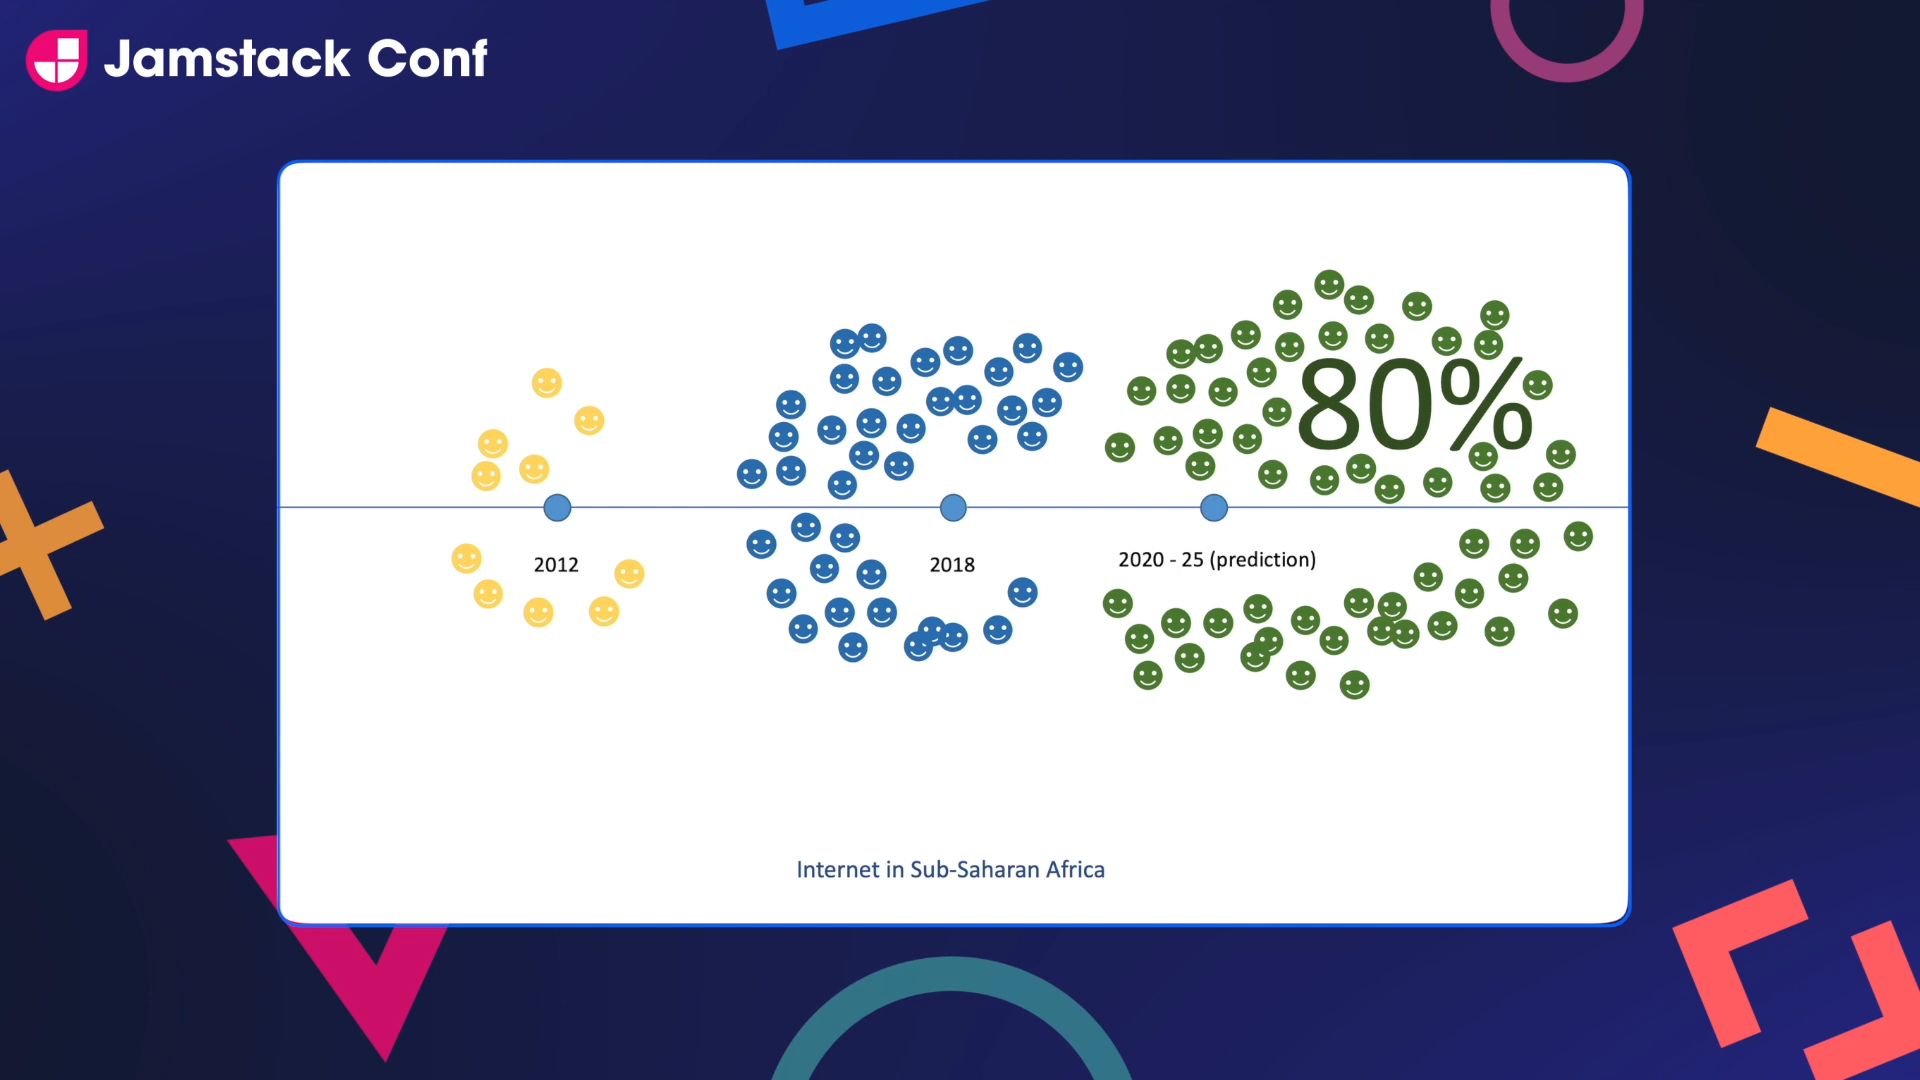 Jamstack Conf
80%
2012
2018
2020 - 25 (prediction)
Internet in Sub-Saharan Africa